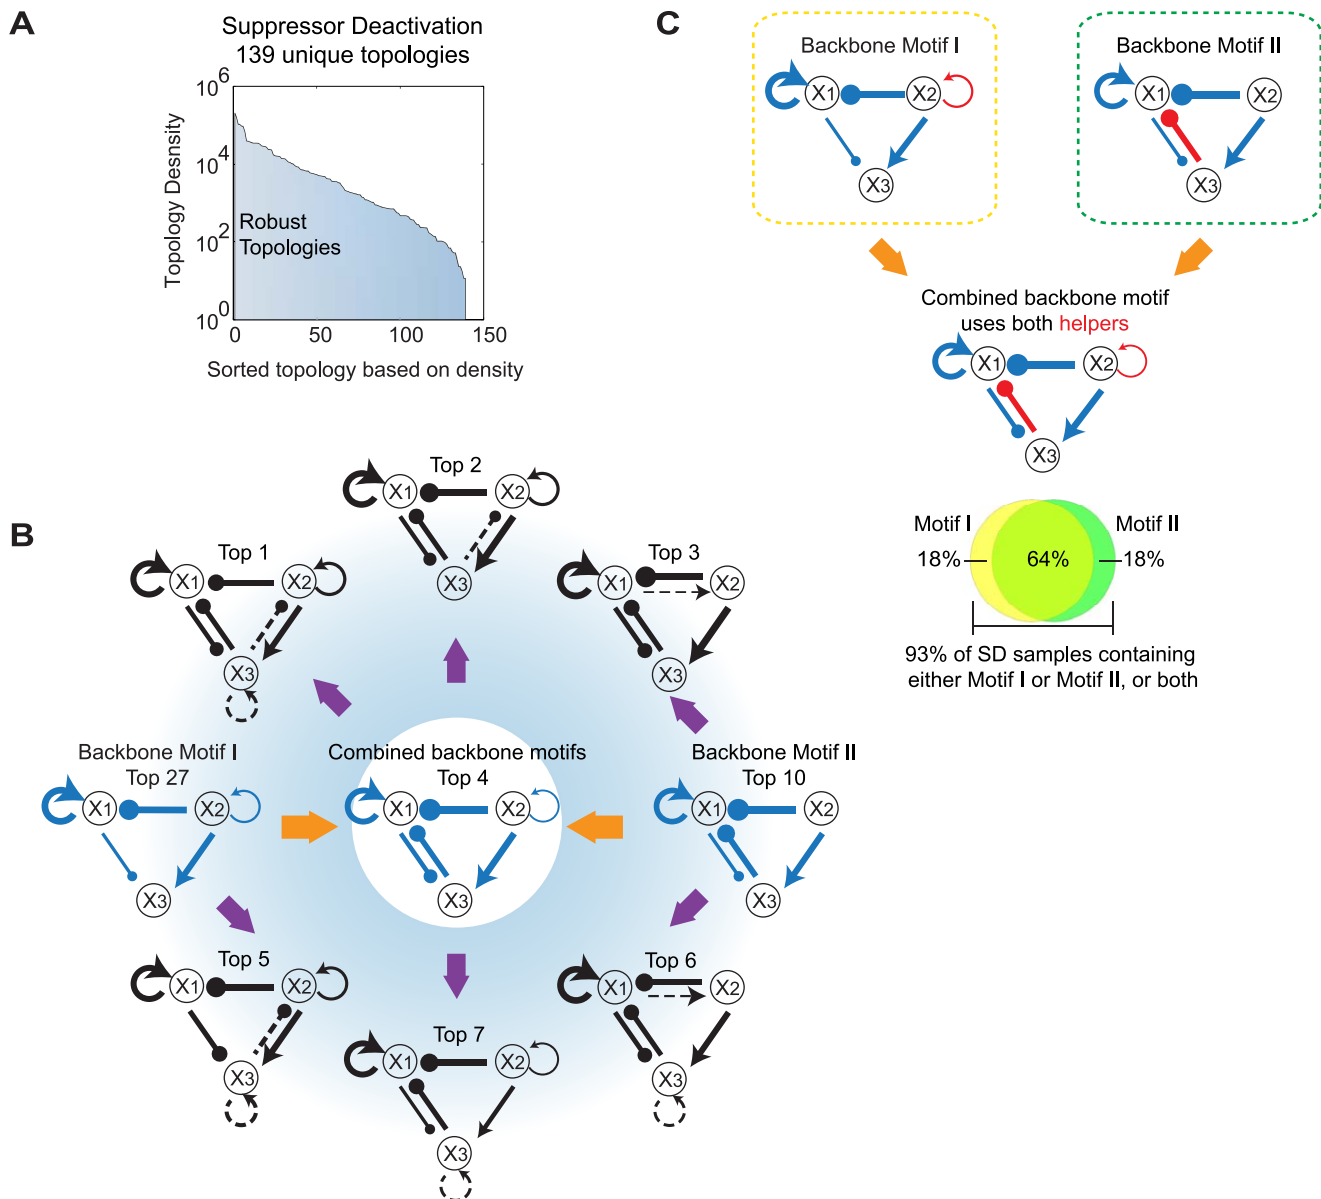 A
Suppressor Deactivation
139 unique topologies
10^6
10^4
10^2
10^0
Topology Desnsity
Robust
Topologies
0
50
100
150
Sorted topology based on density
B
Top 2
X1
X2
X3
Top 1
X1
X2
X3
Top 3
X1
X2
X3
Backbone Motif I
Top 27
X1
X2
X3
Combined backbone motifs
Top 4
X1
X2
X3
Backbone Motif II
Top 10
X1
X2
X3
Top 5
X1
X2
X3
Top 6
X1
X2
X3
Top 7
X1
X2
X3
C
Backbone Motif I
X1
X2
X3
Backbone Motif II
X1
X2
X3
Combined backbone motif
uses both helpers
X1
X2
X3
Motif I
18%
64%
Motif II
18%
93% of SD samples containing
either Motif I or Motif II, or both